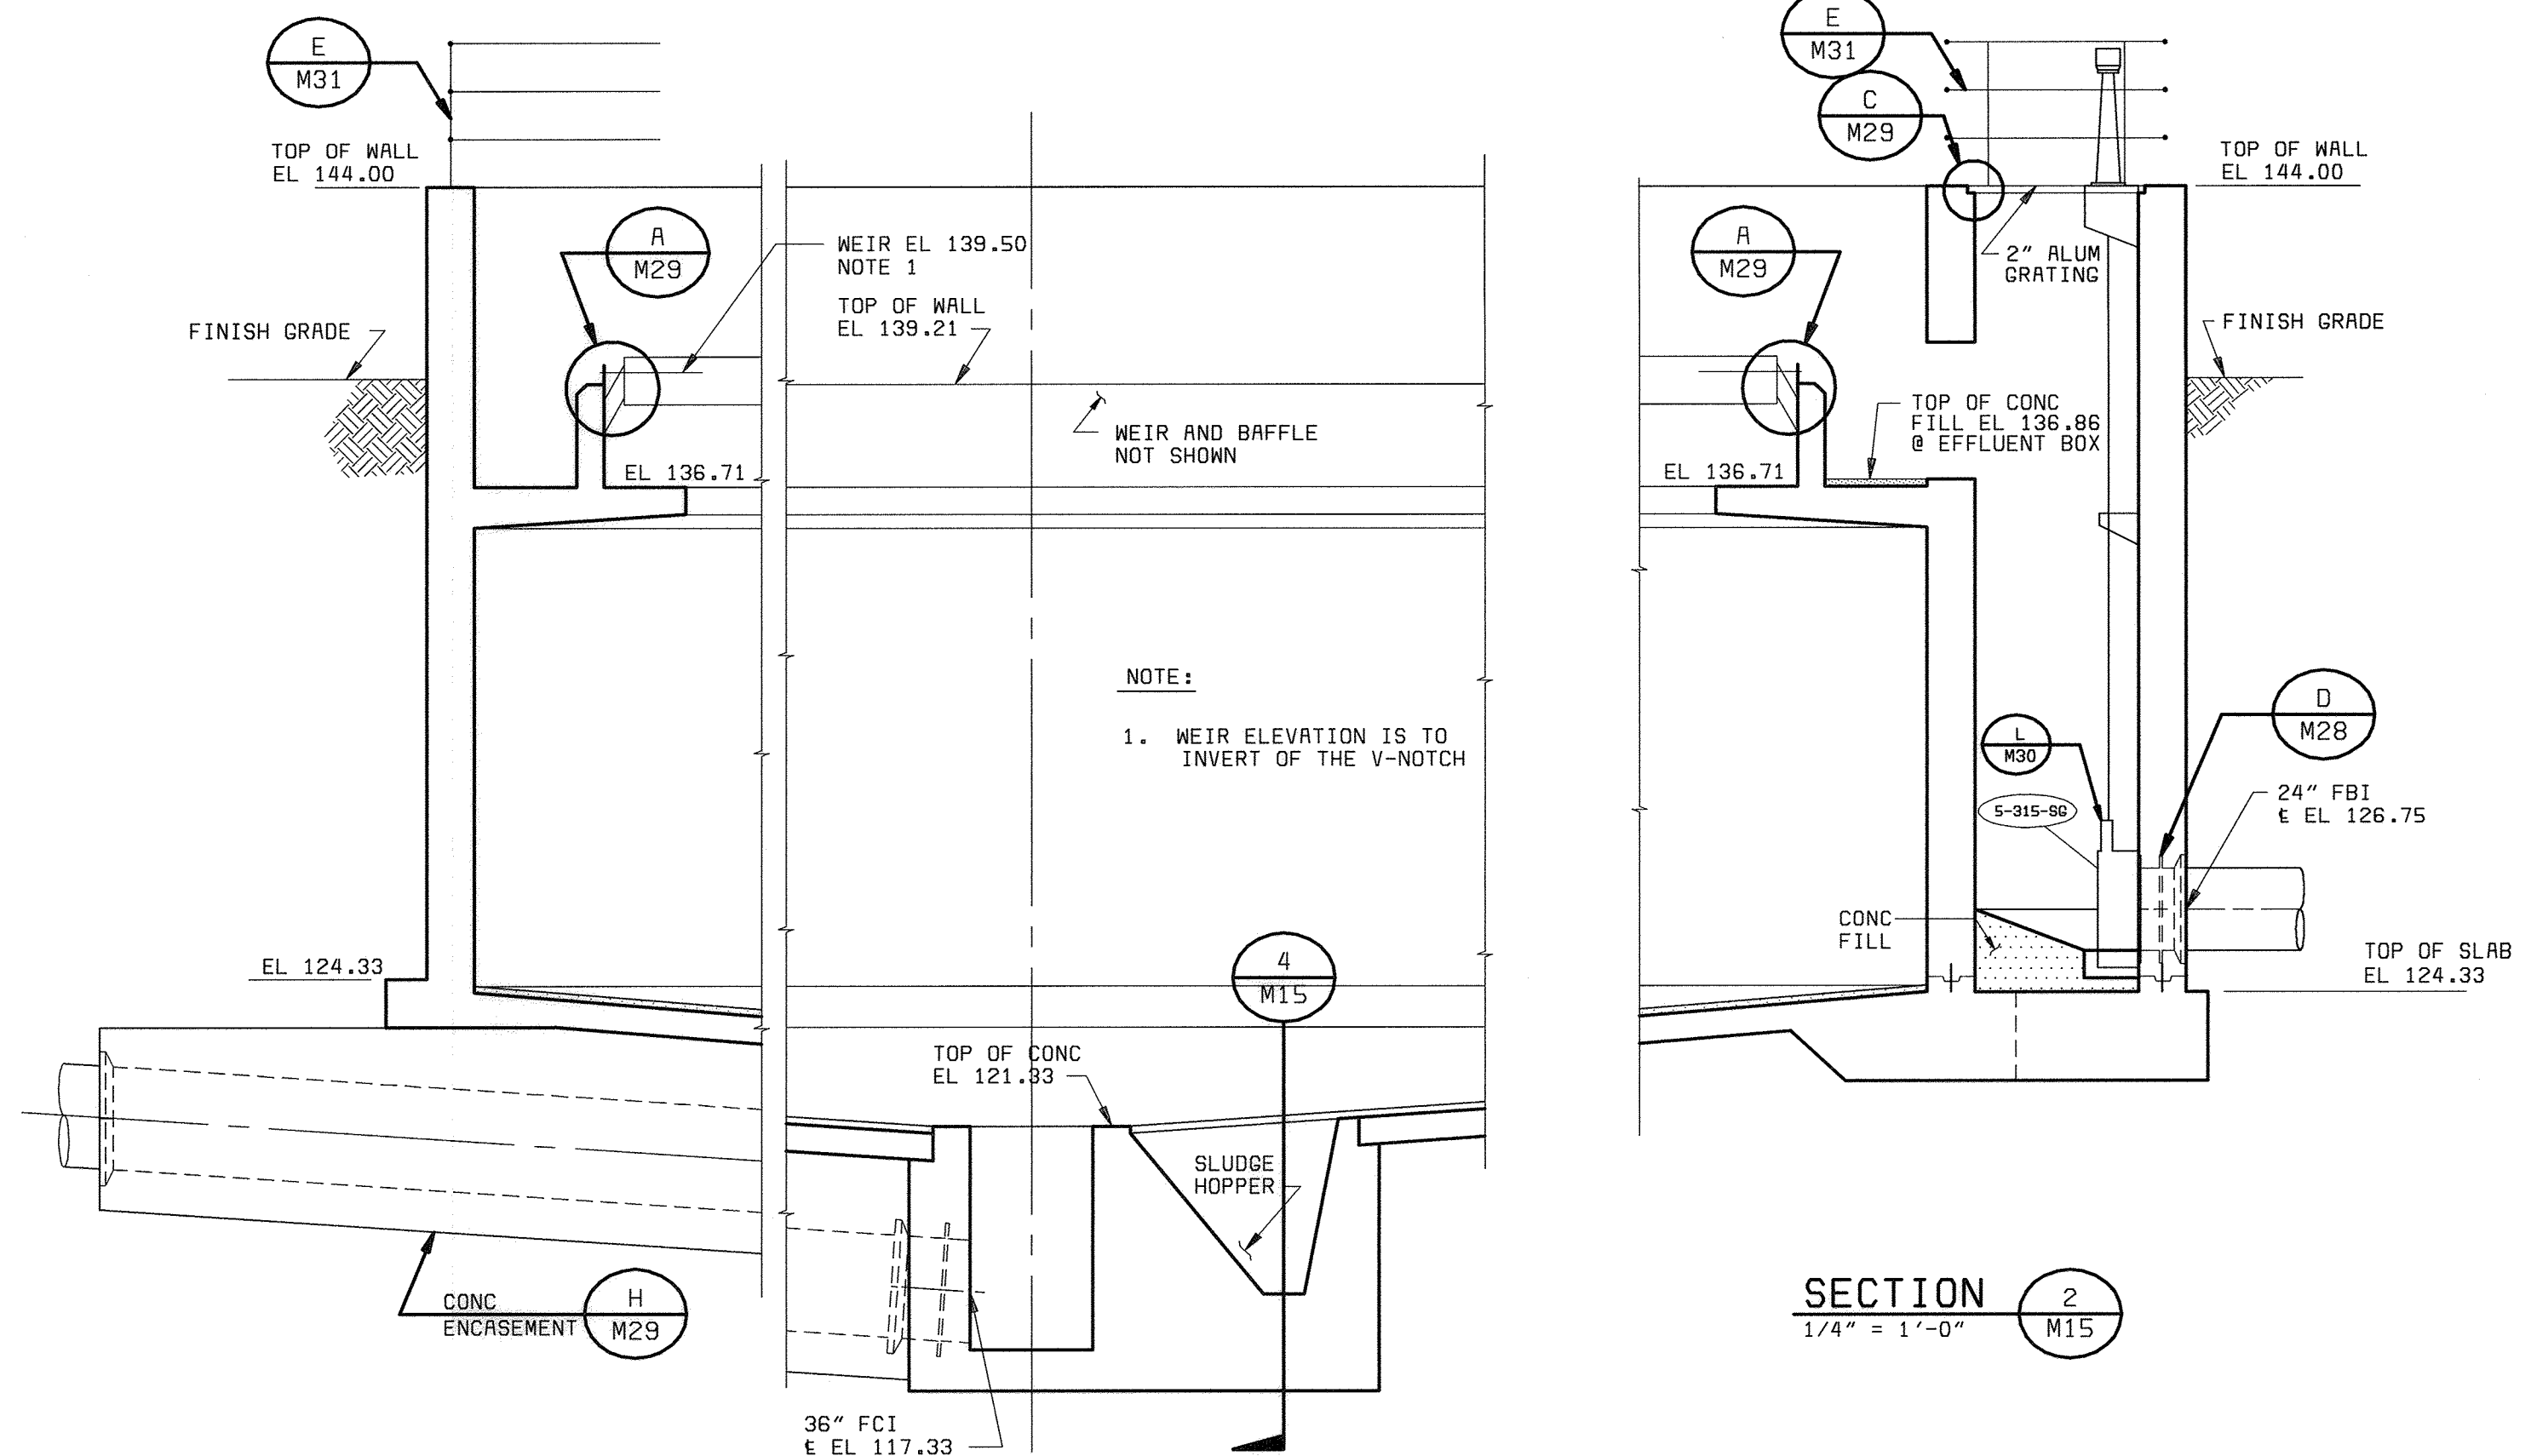 E
M31
TOP OF WALL
EL 144.00
A
M29
WEIR EL 139.50
NOTE 1
TOP OF WALL
EL 139.21
FINISH GRADE
WEIR AND BAFFLE
NOT SHOWN
EL 136.71
NOTE:
1. WEIR ELEVATION IS TO
INVERT OF THE V-NOTCH
EL 124.33
4
M15
TOP OF CONC
EL 121.33
SLUDGE
HOPPER
CONC
ENCASEMENT
H
M29
36" FCI
℄ EL 117.33
E
M31
C
M29
TOP OF WALL
EL 144.00
A
M29
2" ALUM
GRATING
FINISH GRADE
TOP OF CONC
FILL EL 136.86
@ EFFLUENT BOX
EL 136.71
D
M28
L
M30
5-315-SG
24" FBI
℄ EL 126.75
CONC
FILL
TOP OF SLAB
EL 124.33
SECTION
1/4" = 1'-0"
2
M15